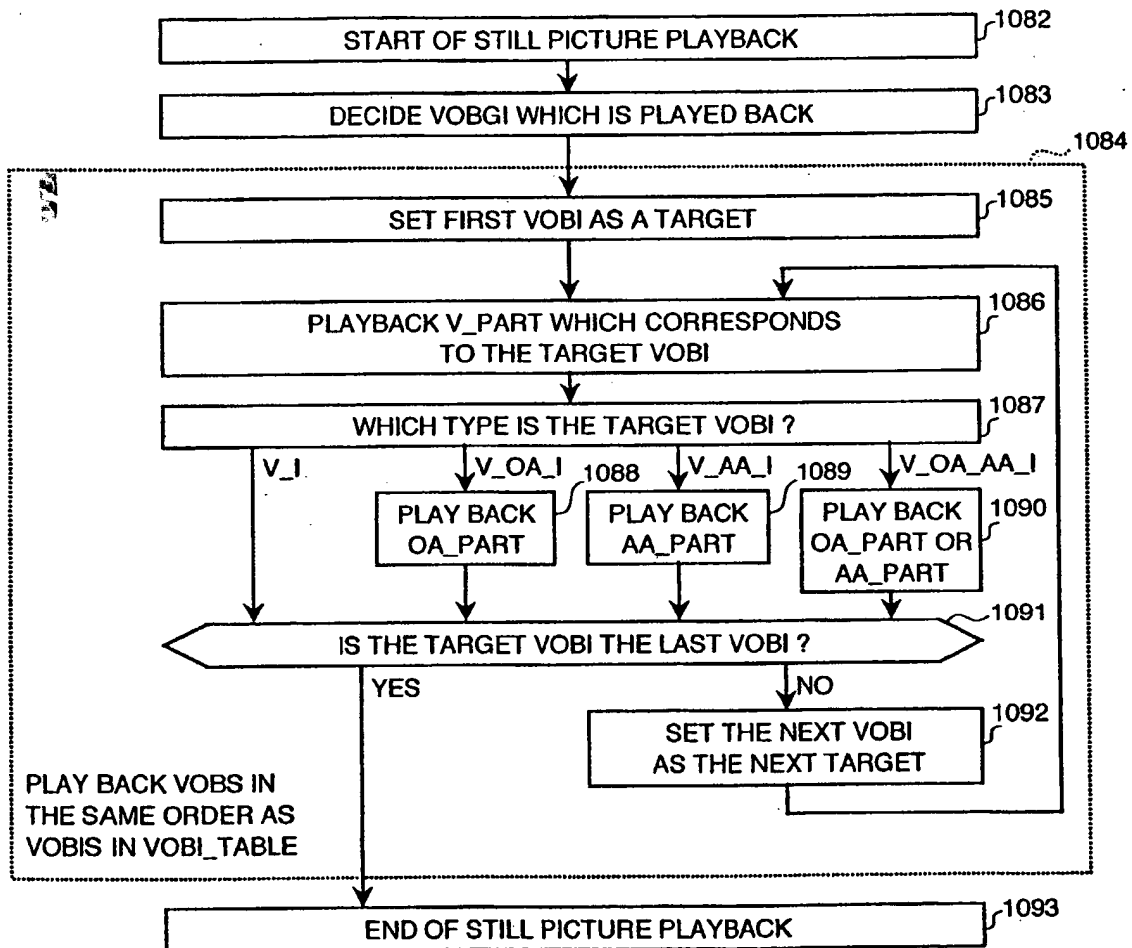 START OF STILL PICTURE PLAYBACK
1082
DECIDE VOBGI WHICH IS PLAYED BACK
1083
1084
SET FIRST VOBI AS A TARGET
1085
PLAYBACK V_PART WHICH CORRESPONDS
TO THE TARGET VOBI
1086
WHICH TYPE IS THE TARGET VOBI ?
1087
V_I
V_OA_I
V_AA_I
V_OA_AA_I
PLAY BACK
OA_PART
1088
PLAY BACK
AA_PART
1089
PLAY BACK
OA_PART OR
AA_PART
1090
IS THE TARGET VOBI THE LAST VOBI ?
1091
YES
NO
SET THE NEXT VOBI
AS THE NEXT TARGET
1092
PLAY BACK VOBS IN
THE SAME ORDER AS
VOBIS IN VOBI_TABLE
END OF STILL PICTURE PLAYBACK
1093